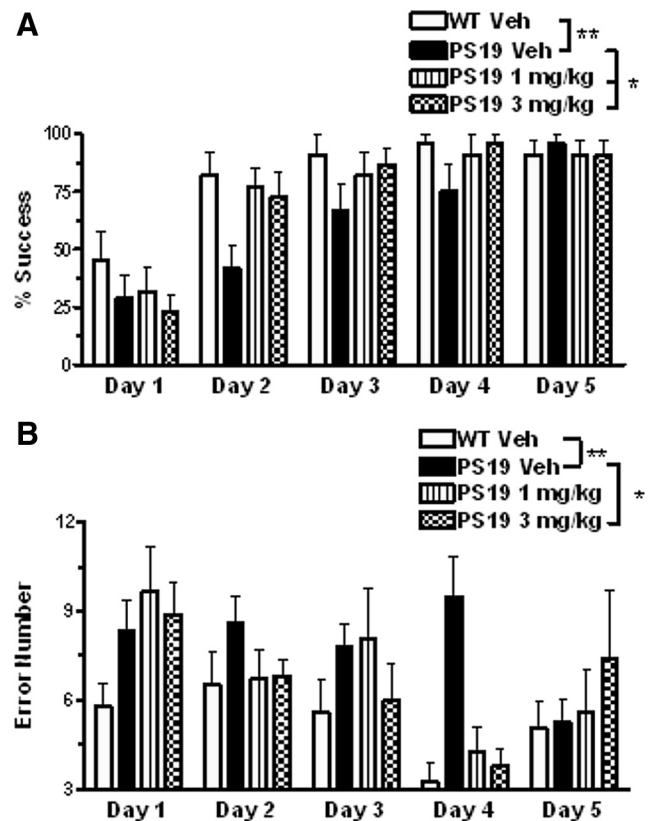 A
WT Veh
**
PS19 Veh
PS19 1 mg/kg
*
PS19 3 mg/kg
% Success
100
75
50
25
0
Day 1 Day 2 Day 3 Day 4 Day 5
B
WT Veh
**
PS19 Veh
PS19 1 mg/kg
*
PS19 3 mg/kg
Error Number
12
9
6
3
Day 1 Day 2 Day 3 Day 4 Day 5